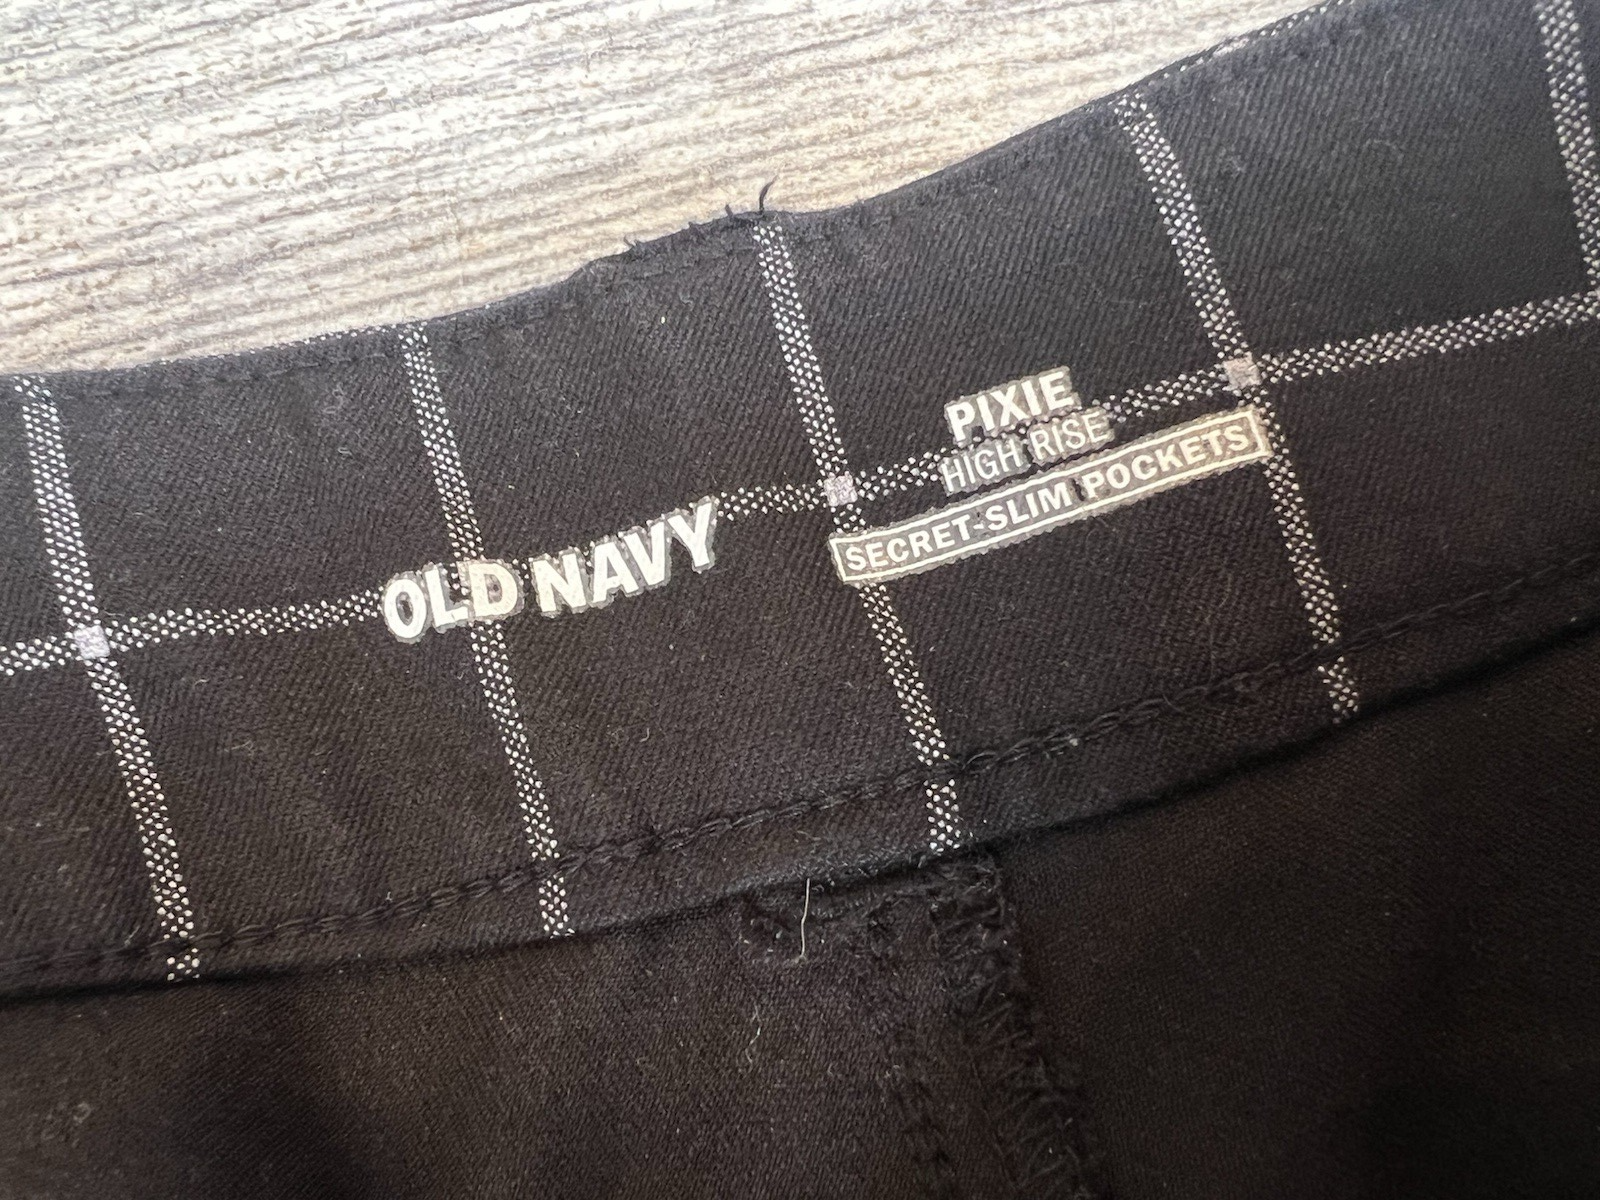 OLD NAVY
PIXIE
HIGH RISE
SECRET-SLIM POCKETS